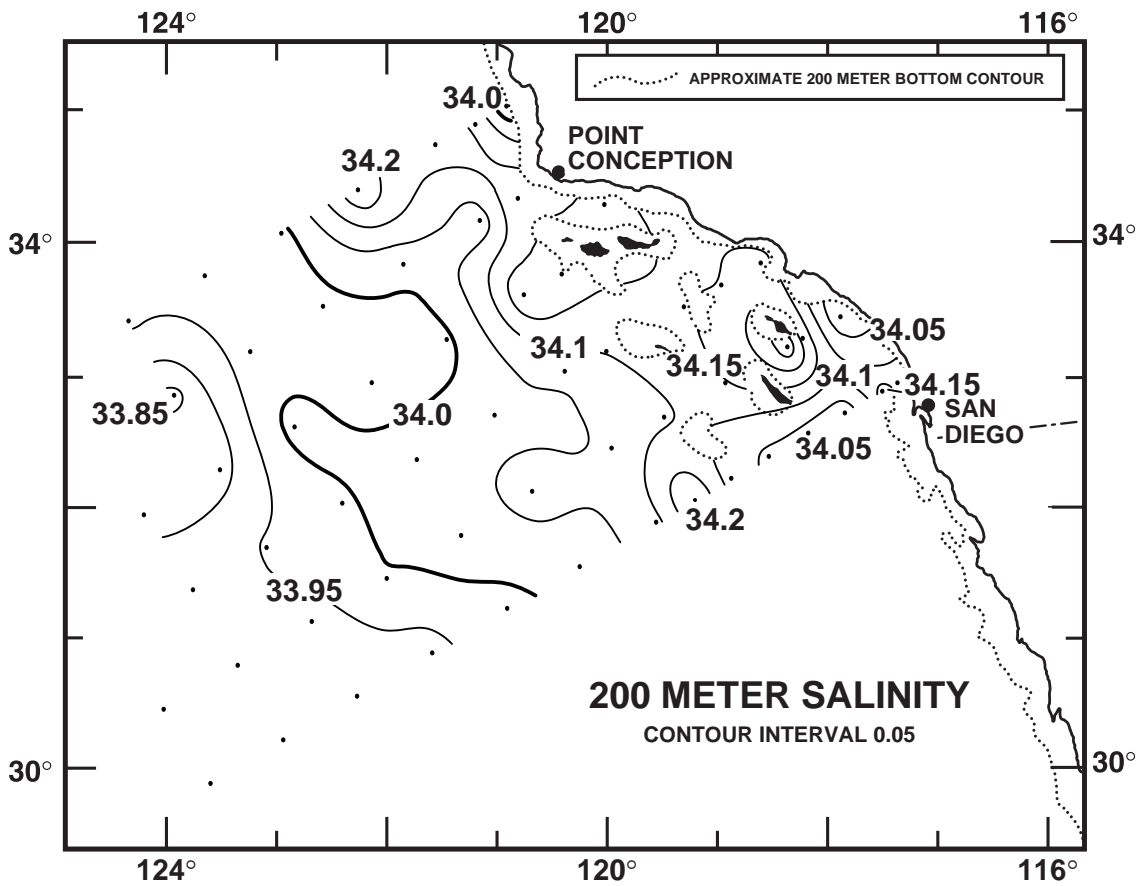 124° 120° 116°
APPROXIMATE 200 METER BOTTOM CONTOUR
34.0
POINT
CONCEPTION
34.2
34° 34°
34.05
34.1
34.15 34.1 34.15
33.85 34.0 SAN
DIEGO
34.05
34.2
33.95
200 METER SALINITY
CONTOUR INTERVAL 0.05
30° 30°
124° 120° 116°